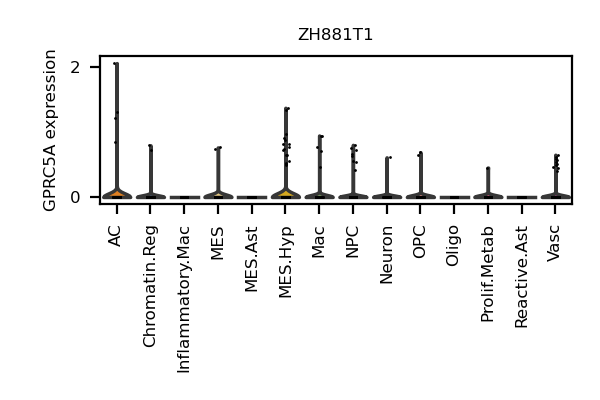 ZH881T1
GPRC5A expression
2
0
AC
Chromatin.Reg
Inflammatory.Mac
MES
MES.Ast
MES.Hyp
Mac
NPC
Neuron
OPC
Oligo
Prolif.Metab
Reactive.Ast
Vasc